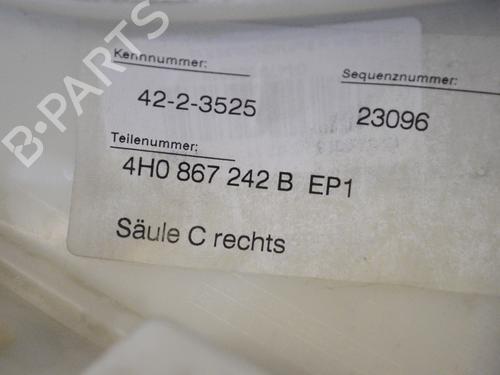 Kennnummer:
Sequenznummer:
42-2-3525
23096
Teilenummer:
4H0 867 242 B EP1
Säule C rechts
B-PARTS